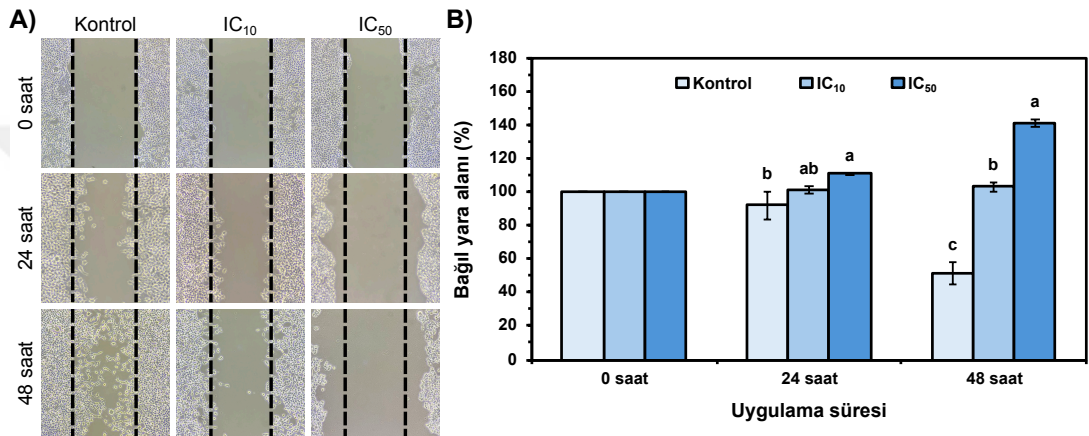 A)
Kontrol
IC₁₀
IC₅₀
0 saat
24 saat
48 saat
B)
Bağıl yara alanı (%)
180
160
140
120
100
80
60
40
20
0
Kontrol
IC₁₀
IC₅₀
b
ab
a
c
b
a
0 saat
24 saat
48 saat
Uygulama süresi